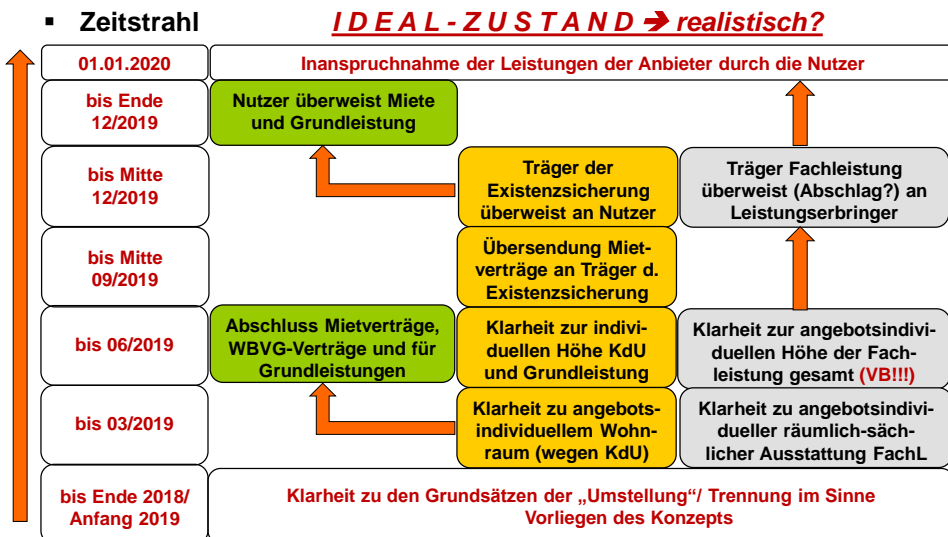 ▪ Zeitstrahl
I D E A L - Z U S T A N D ➔ realistisch?
01.01.2020
Inanspruchnahme der Leistungen der Anbieter durch die Nutzer
bis Ende
12/2019
Nutzer überweist Miete
und Grundleistung
bis Mitte
12/2019
Träger der
Existenzsicherung
überweist an Nutzer
Träger Fachleistung
überweist (Abschlag?) an
Leistungserbringer
bis Mitte
09/2019
Übersendung Miet-
verträge an Träger d.
Existenzsicherung
bis 06/2019
Abschluss Mietverträge,
WBVG-Verträge und für
Grundleistungen
Klarheit zur indivi-
duellen Höhe KdU
und Grundleistung
Klarheit zur angebotsindivi-
duellen Höhe der Fach-
leistung gesamt (VB!!!)
bis 03/2019
Klarheit zu angebots-
individuellem Wohn-
raum (wegen KdU)
Klarheit zu angebotsindivi-
dueller räumlich-säch-
licher Ausstattung FachL
bis Ende 2018/
Anfang 2019
Klarheit zu den Grundsätzen der „Umstellung“/ Trennung im Sinne
Vorliegen des Konzepts